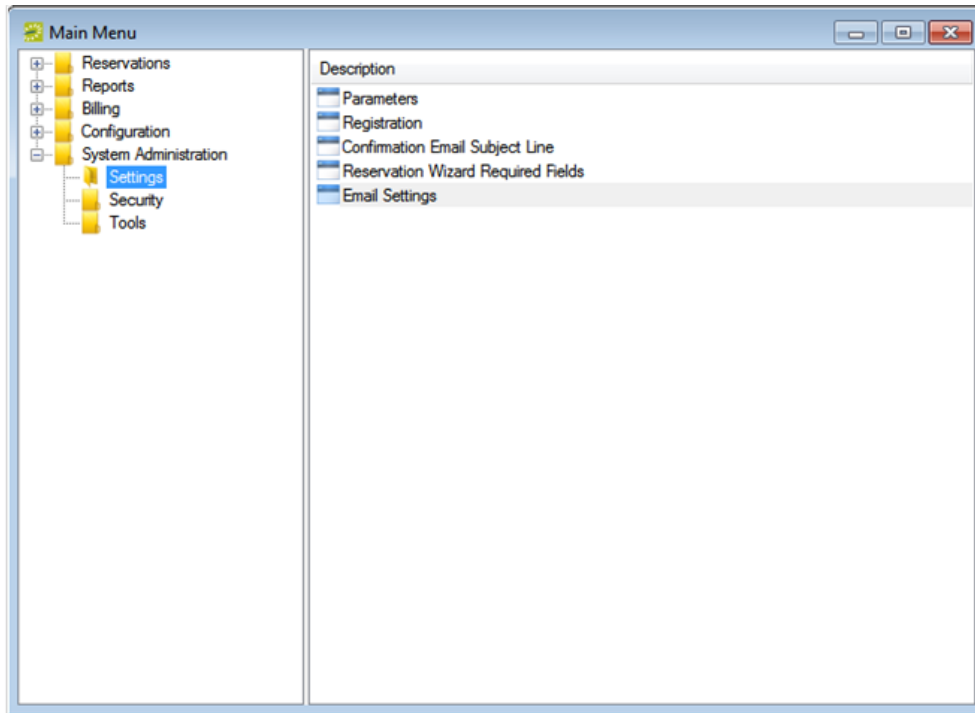 Main Menu
Reservations
Reports
Billing
Configuration
System Administration
Settings
Security
Tools
Description
Parameters
Registration
Confirmation Email Subject Line
Reservation Wizard Required Fields
Email Settings